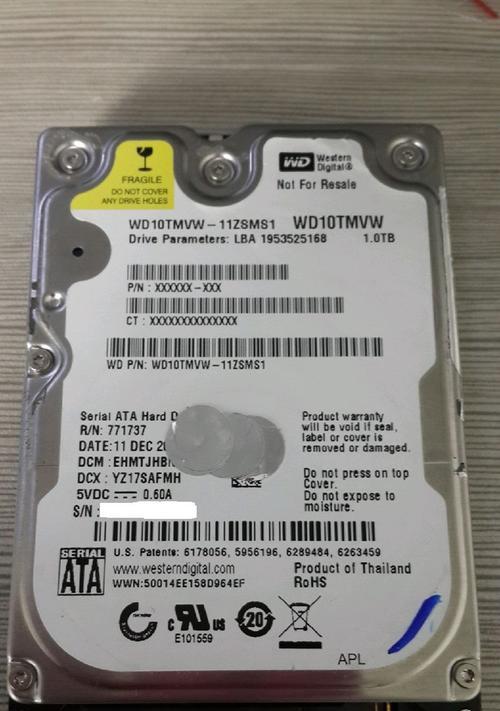 FRAGILE
DO NOT COVER
ANY DRIVE HOLES
WD Western Digital®
Not For Resale
WD10TMVW-11ZSMS1 WD10TMVW
Drive Parameters: LBA 1953525168 1.0TB
P/N: XXXXXX-XXX
CT: XXXXXXXXXXXXXX
WD P/N: WD10TMVW-11ZSMS1
Serial ATA Hard
R/N: 771737
DATE:11 DEC
DCM:
DCX: YZ17SAFMH
5VDC 0.60A
S/N:
Product warranty
will be void if seal,
label or cover is
removed or damaged.
Do not press on top
Cover.
Do not expose to
moisture.
SERIAL ATA
U.S. Patents: 6178056, 5956196, 6289484, 6263459
www.westerndigital.com
WWN:50014EE158D964EF
Product of Thailand
RoHS
c RU us
E101559
20
APL